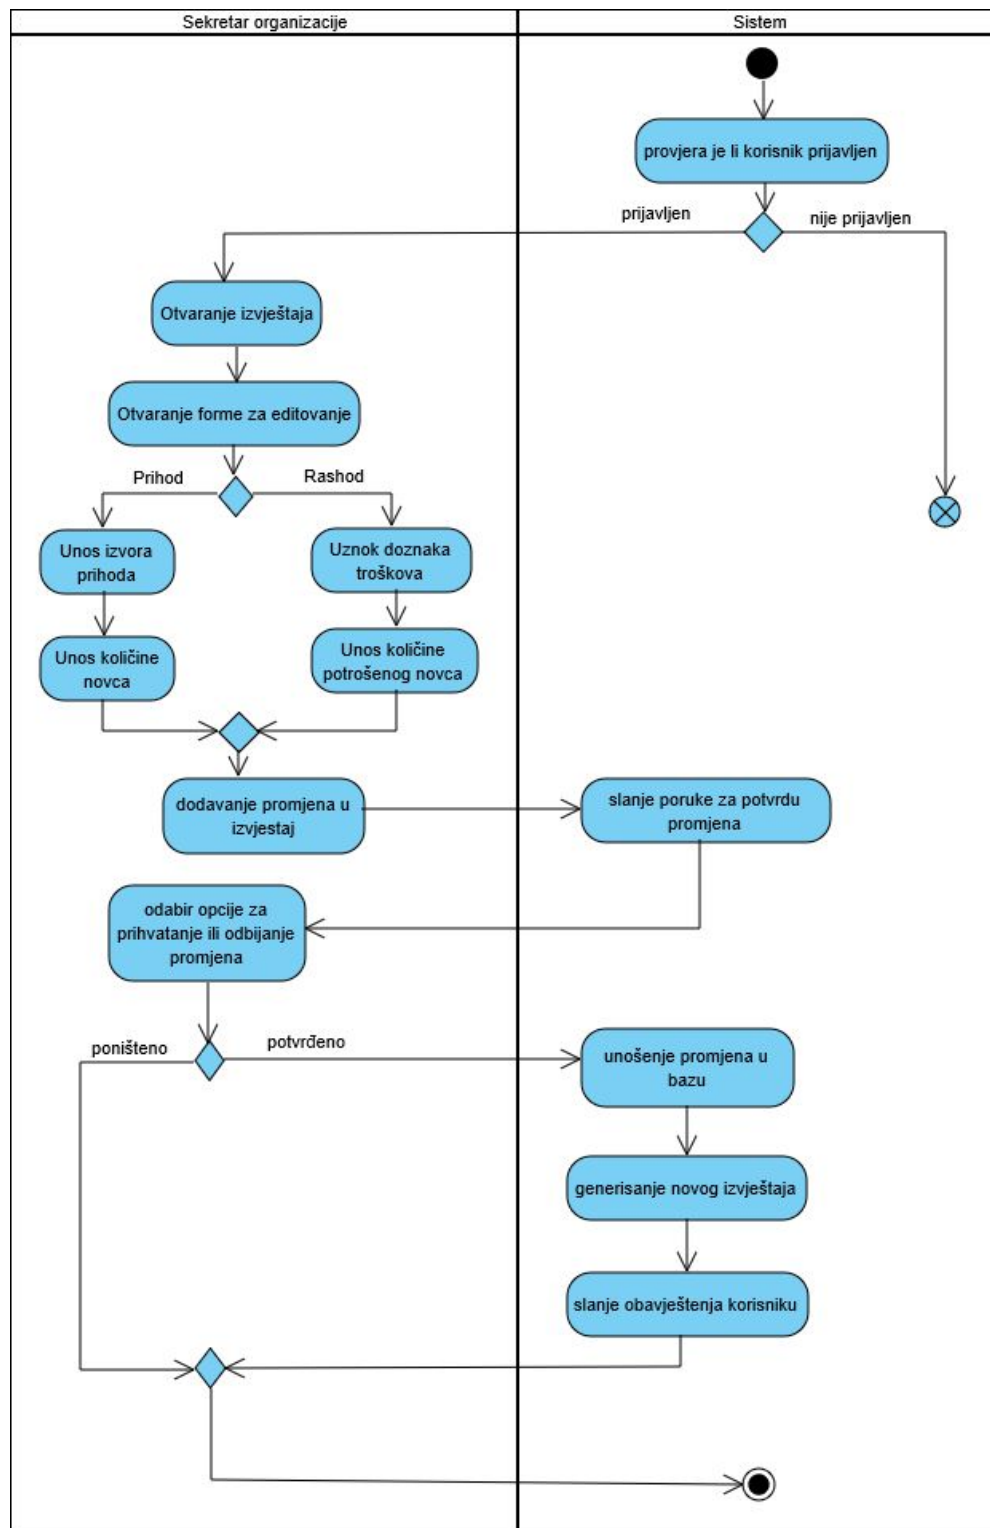 Sekretar organizacije
Sistem
provjera je li korisnik prijavljen
prijavljen
nije prijavljen
Otvaranje izvještaja
Otvaranje forme za editovanje
Prihod
Rashod
Unos izvora
prihoda
Uznok doznaka
troškova
Unos količine
novca
Unos količine
potrošenog novca
dodavanje promjena u
izvjestaj
slanje poruke za potvrdu
promjena
odabir opcije za
prihvatanje ili odbijanje
promjena
poništeno
potvrđeno
unošenje promjena u
bazu
generisanje novog izvještaja
slanje obavještenja korisniku